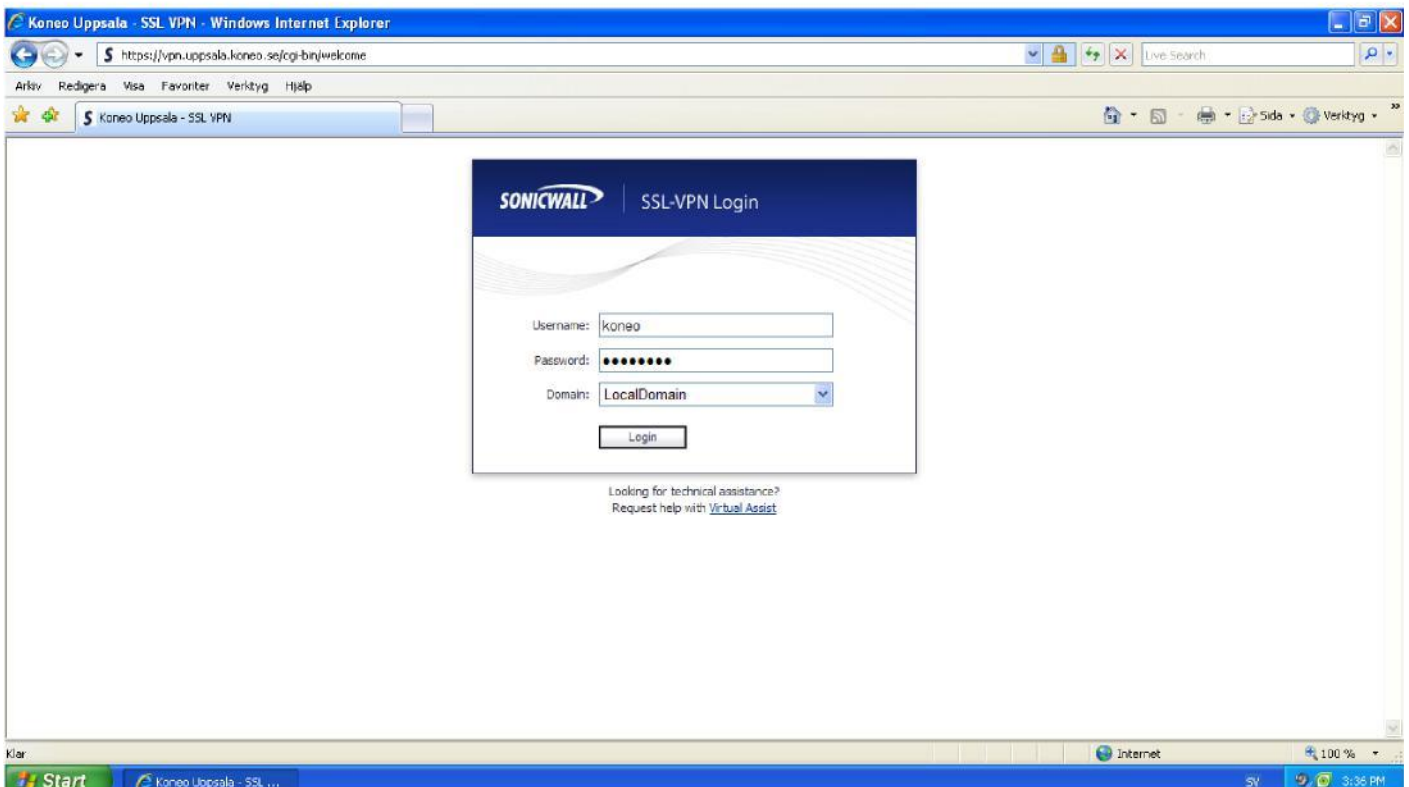 Koneo Uppsala - SSL VPN - Windows Internet Explorer
https://vpn.uppsala.koneo.se/cgi-bin/welcome
Live Search
Arkiv Redigera Visa Favoriter Verktyg Hjälp
Koneo Uppsala - SSL VPN
Sida
Verktyg
SONICWALL
SSL-VPN Login
Username: koneo
Password: ●●●●●●●●
Domain: LocalDomain
Login
Looking for technical assistance?
Request help with Virtual Assist
Klar
Internet
100 %
Start
Koneo Uppsala - SSL ...
SV
3:36 PM